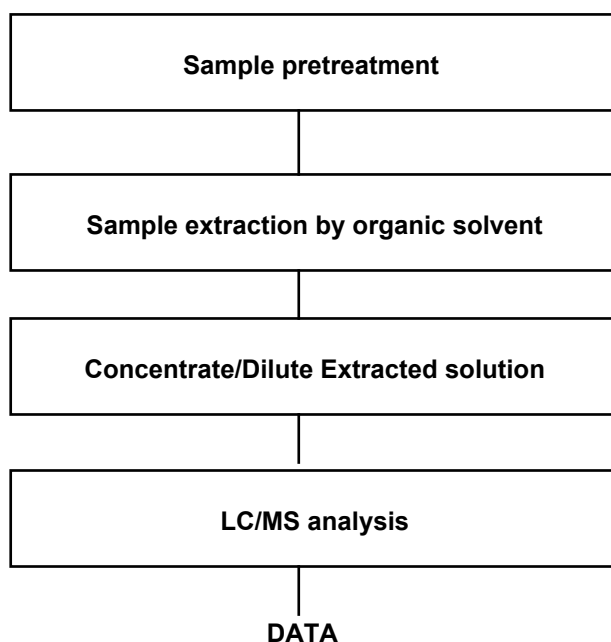 Sample pretreatment
Sample extraction by organic solvent
Concentrate/Dilute Extracted solution
LC/MS analysis
DATA